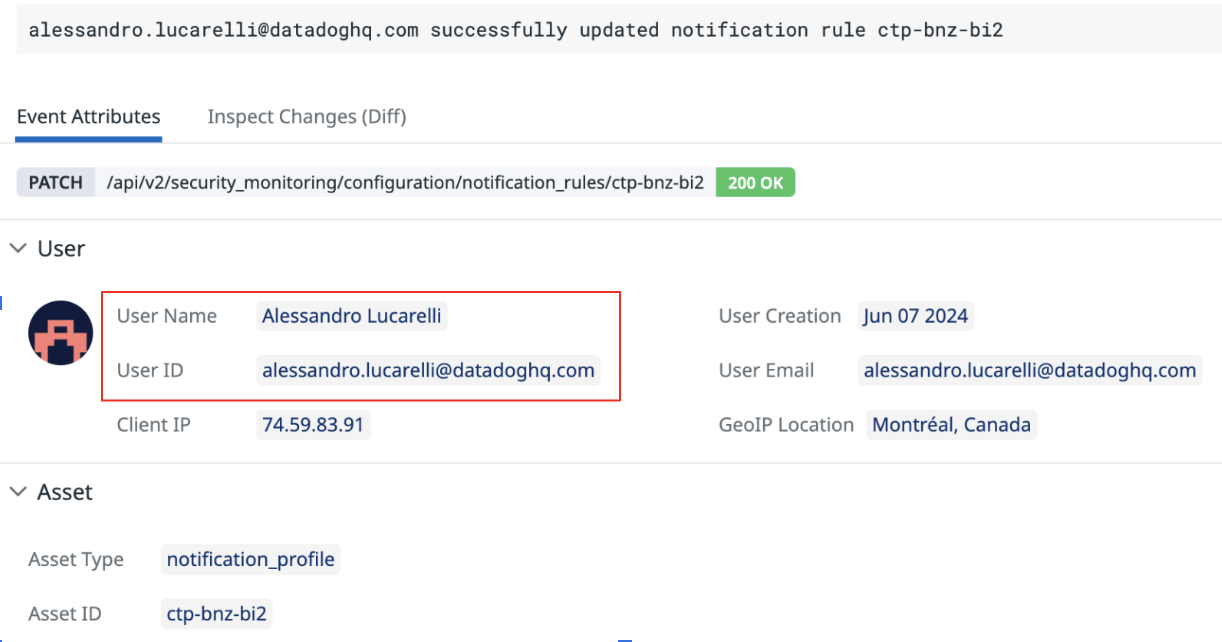 alessandro.lucarelli@datadoghq.com successfully updated notification rule ctp-bnz-bi2
Event Attributes Inspect Changes (Diff)
PATCH /api/v2/security_monitoring/configuration/notification_rules/ctp-bnz-bi2 200 OK
User
User Name Alessandro Lucarelli User Creation Jun 07 2024
User ID alessandro.lucarelli@datadoghq.com User Email alessandro.lucarelli@datadoghq.com
Client IP 74.59.83.91 GeoIP Location Montréal, Canada
Asset
Asset Type notification_profile
Asset ID ctp-bnz-bi2